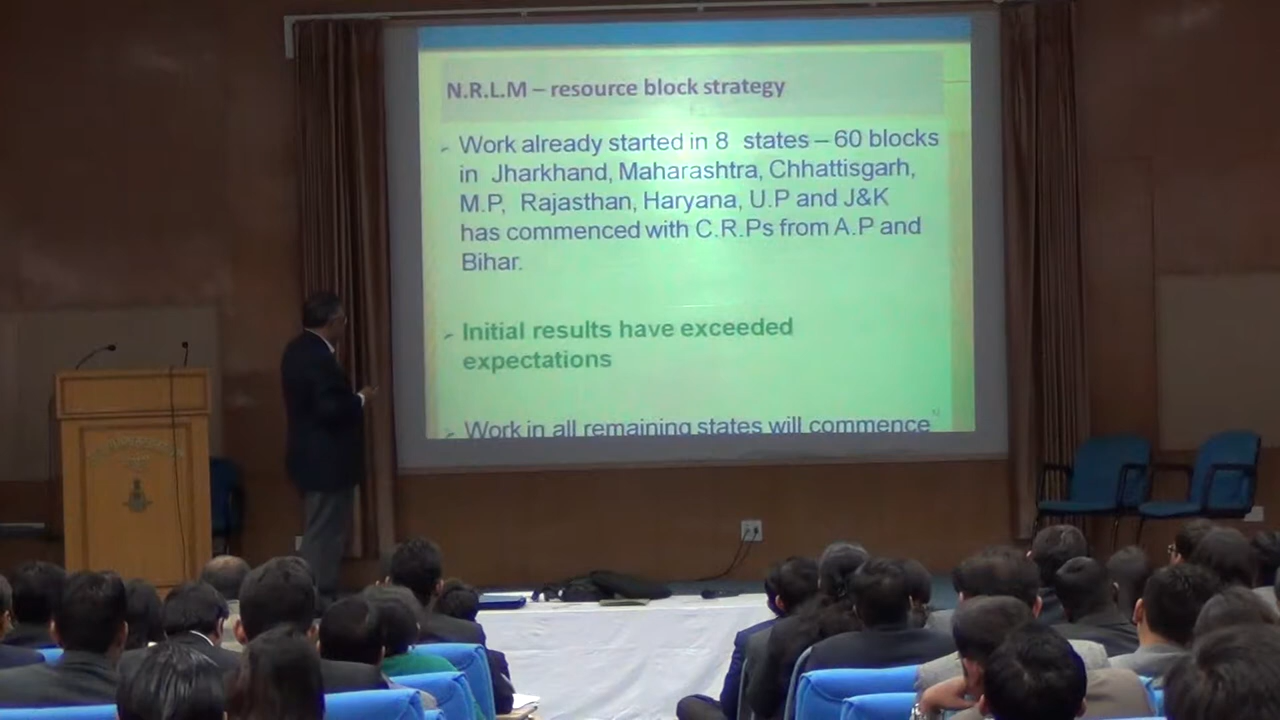 N.R.L.M – resource block strategy
Work already started in 8 states – 60 blocks
in Jharkhand, Maharashtra, Chhattisgarh,
M.P, Rajasthan, Haryana, U.P and J&K
has commenced with C.R.Ps from A.P and
Bihar.
Initial results have exceeded
expectations
Work in all remaining states will commence